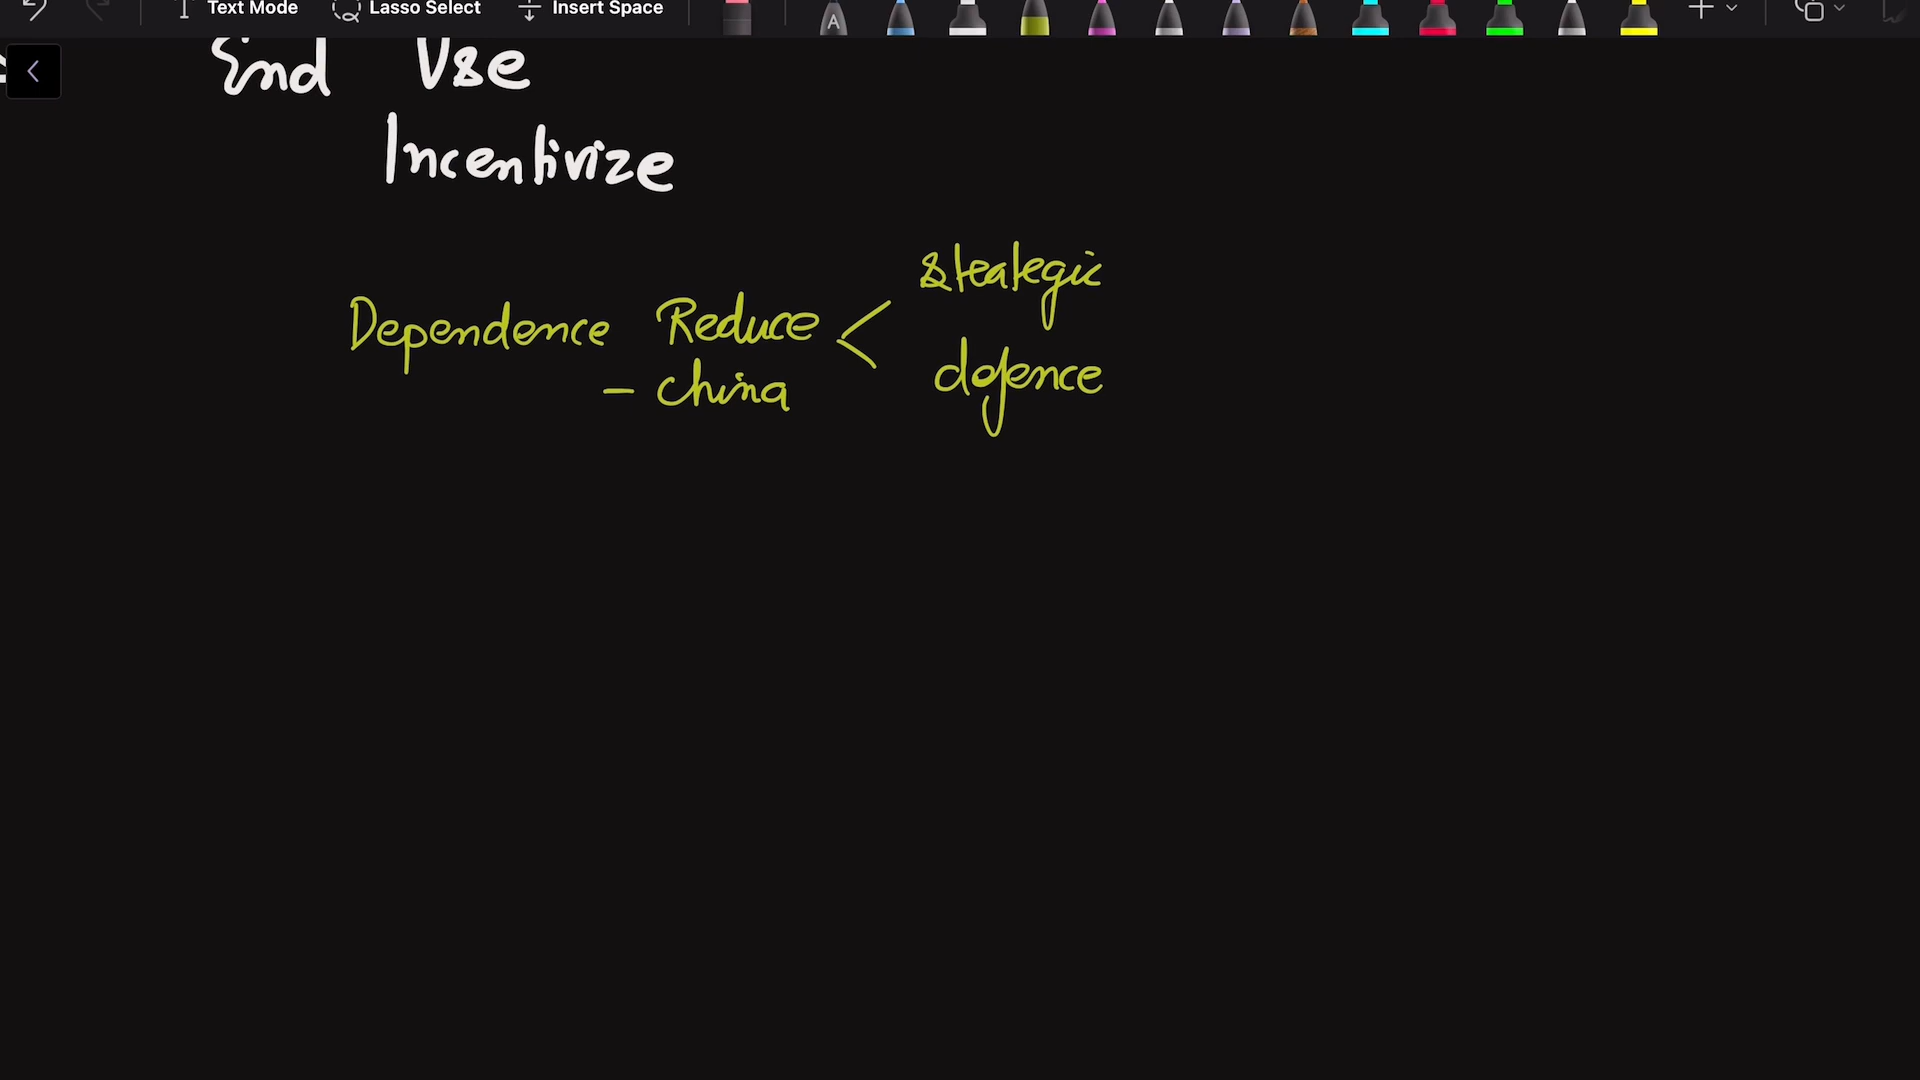 Text Mode Lasso Select Insert Space
A
End Use
Incentivize
strategic
Dependence Reduce <
- China
defence